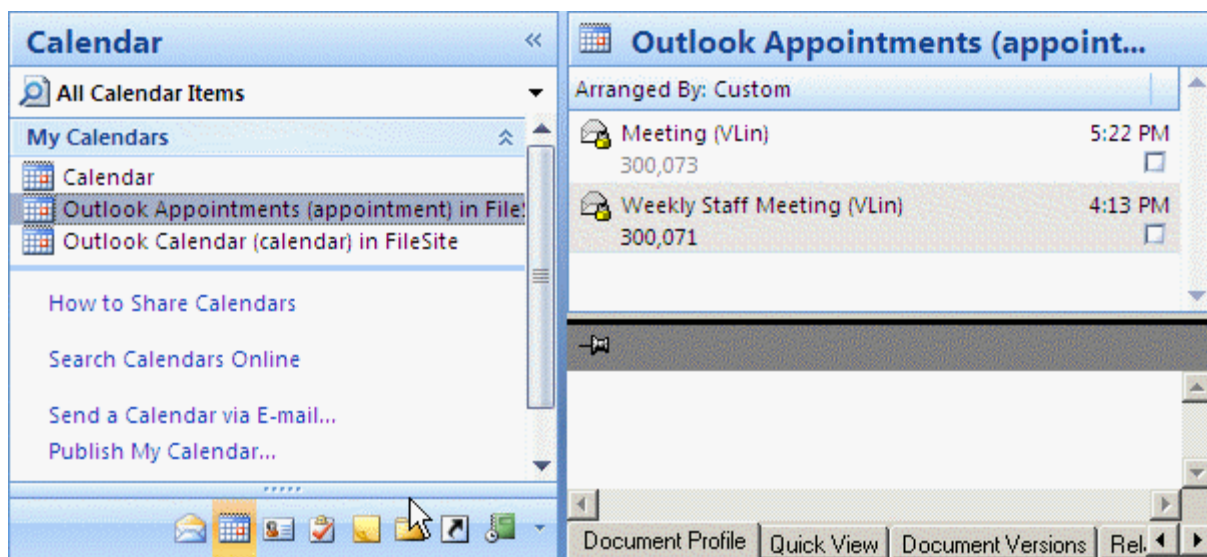 Calendar
All Calendar Items
My Calendars
Calendar
Outlook Appointments (appointment) in File
Outlook Calendar (calendar) in FileSite
How to Share Calendars
Search Calendars Online
Send a Calendar via E-mail...
Publish My Calendar...
Outlook Appointments (appoint...
Arranged By: Custom
Meeting (VLin) 5:22 PM
300,073
Weekly Staff Meeting (VLin) 4:13 PM
300,071
Document Profile Quick View Document Versions Rel